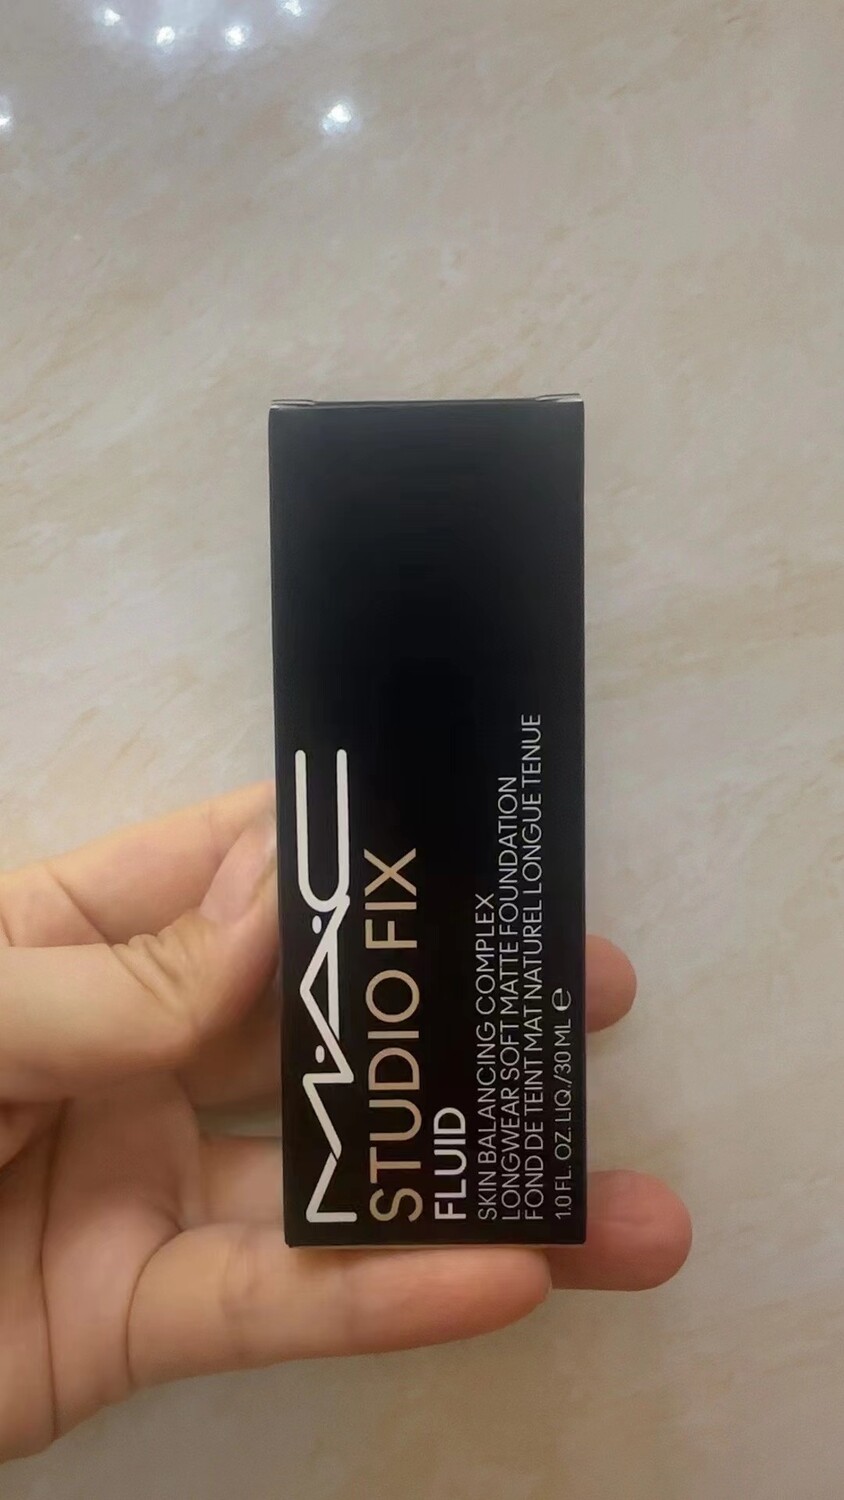 M·A·C
STUDIO FIX
FLUID
SKIN BALANCING COMPLEX
LONGWEAR SOFT MATTE FOUNDATION
FOND DE TEINT MAT NATUREL LONGUE TENUE
1.0 FL. OZ. LIQ./30 ML ℮